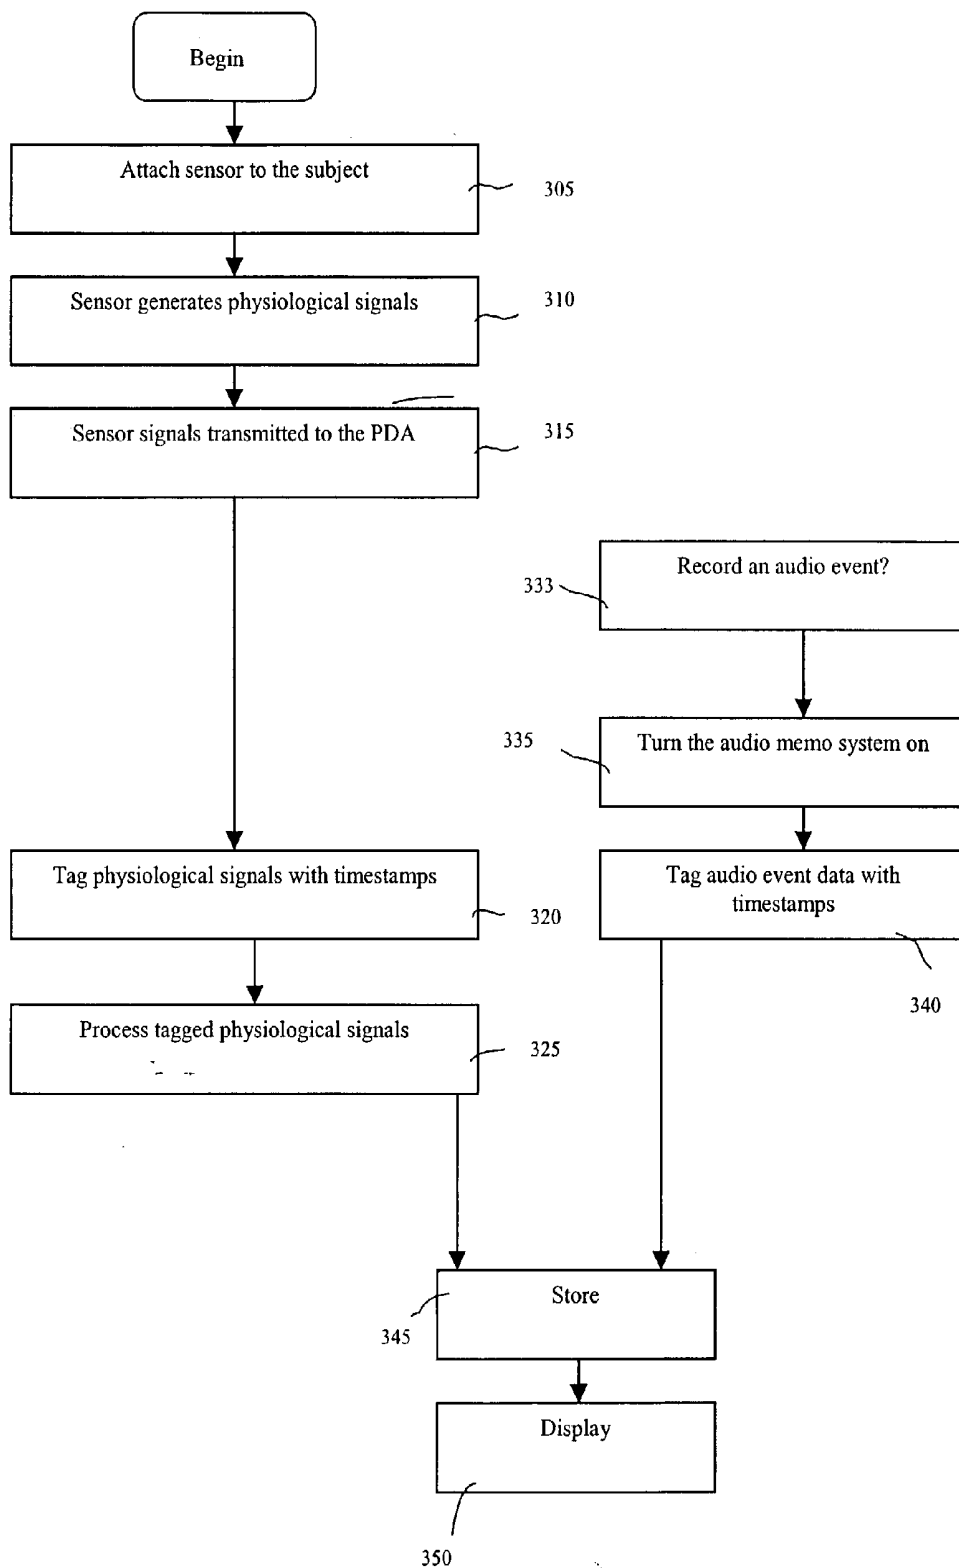 Begin
Attach sensor to the subject
305
Sensor generates physiological signals
310
Sensor signals transmitted to the PDA
315
Record an audio event?
333
Turn the audio memo system on
335
Tag physiological signals with timestamps
320
Tag audio event data with
timestamps
340
Process tagged physiological signals
325
Store
345
Display
350